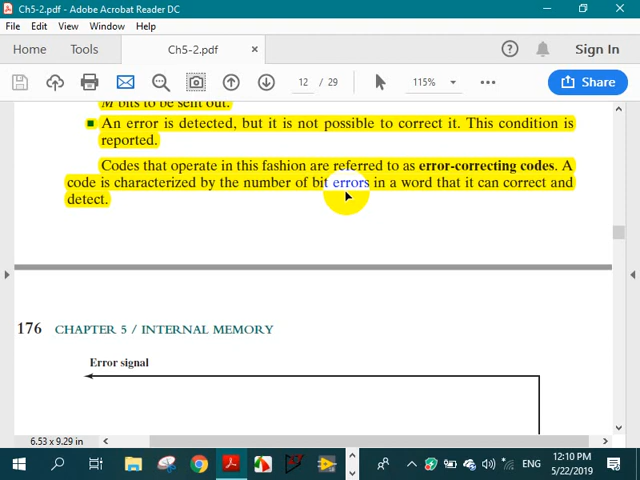 Ch5-2.pdf - Adobe Acrobat Reader DC
File Edit View Window Help
Home Tools Ch5-2.pdf × Sign In
12 / 29 115% Share
M bits to be sent out.
An error is detected, but it is not possible to correct it. This condition is
reported.
Codes that operate in this fashion are referred to as error-correcting codes. A
code is characterized by the number of bit errors in a word that it can correct and
detect.
176 CHAPTER 5 / INTERNAL MEMORY
Error signal
6.53 x 9.29 in
12:10 PM
ENG
5/22/2019